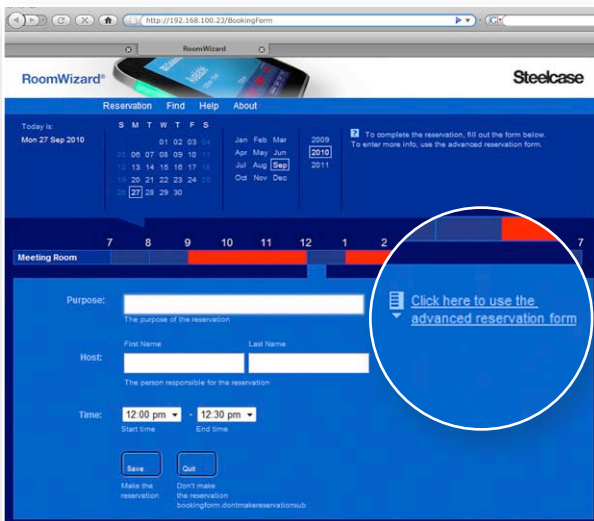 http://192.168.100.23/BookingForm
RoomWizard
RoomWizard®
Steelcase
Reservation Find Help About
Today is:
Mon 27 Sep 2010
S M T W T F S
01 02 03 04
05 06 07 08 09 10 11
12 13 14 15 16 17 18
19 20 21 22 23 24 25
26 27 28 29 30
Jan Feb Mar
Apr May Jun
Jul Aug Sep
Oct Nov Dec
2009
2010
2011
? To complete the reservation, fill out the form below.
To enter more info, use the advanced reservation form.
7 8 9 10 11 12 1 2 7
Meeting Room
Click here to use the
advanced reservation form
Purpose:
The purpose of the reservation
First Name Last Name
Host:
The person responsible for the reservation
Time: 12:00 pm - 12:30 pm
Start time End time
Save Quit
Make the
reservation
Don't make
the reservation
bookingform.dontmakereservationsub